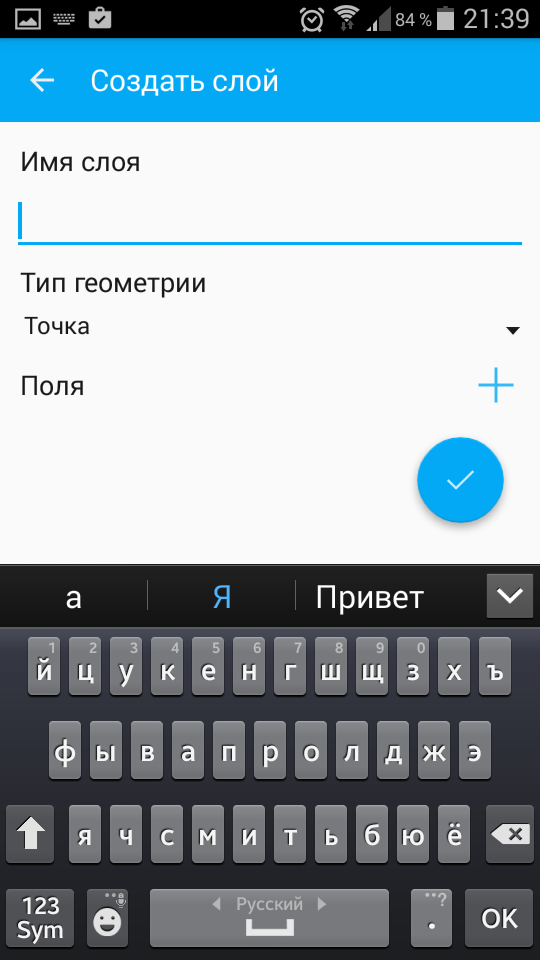 84 % 21:39
Создать слой
Имя слоя
Тип геометрии
Точка
Поля
а Я Привет
1 2 3 4 5 6 7 8 9 0
й ц у к е н г ш щ з х ъ
ф ы в а п р о л д ж э
я ч с м и т ь б ю ё
123 Sym Русский . ...? OK